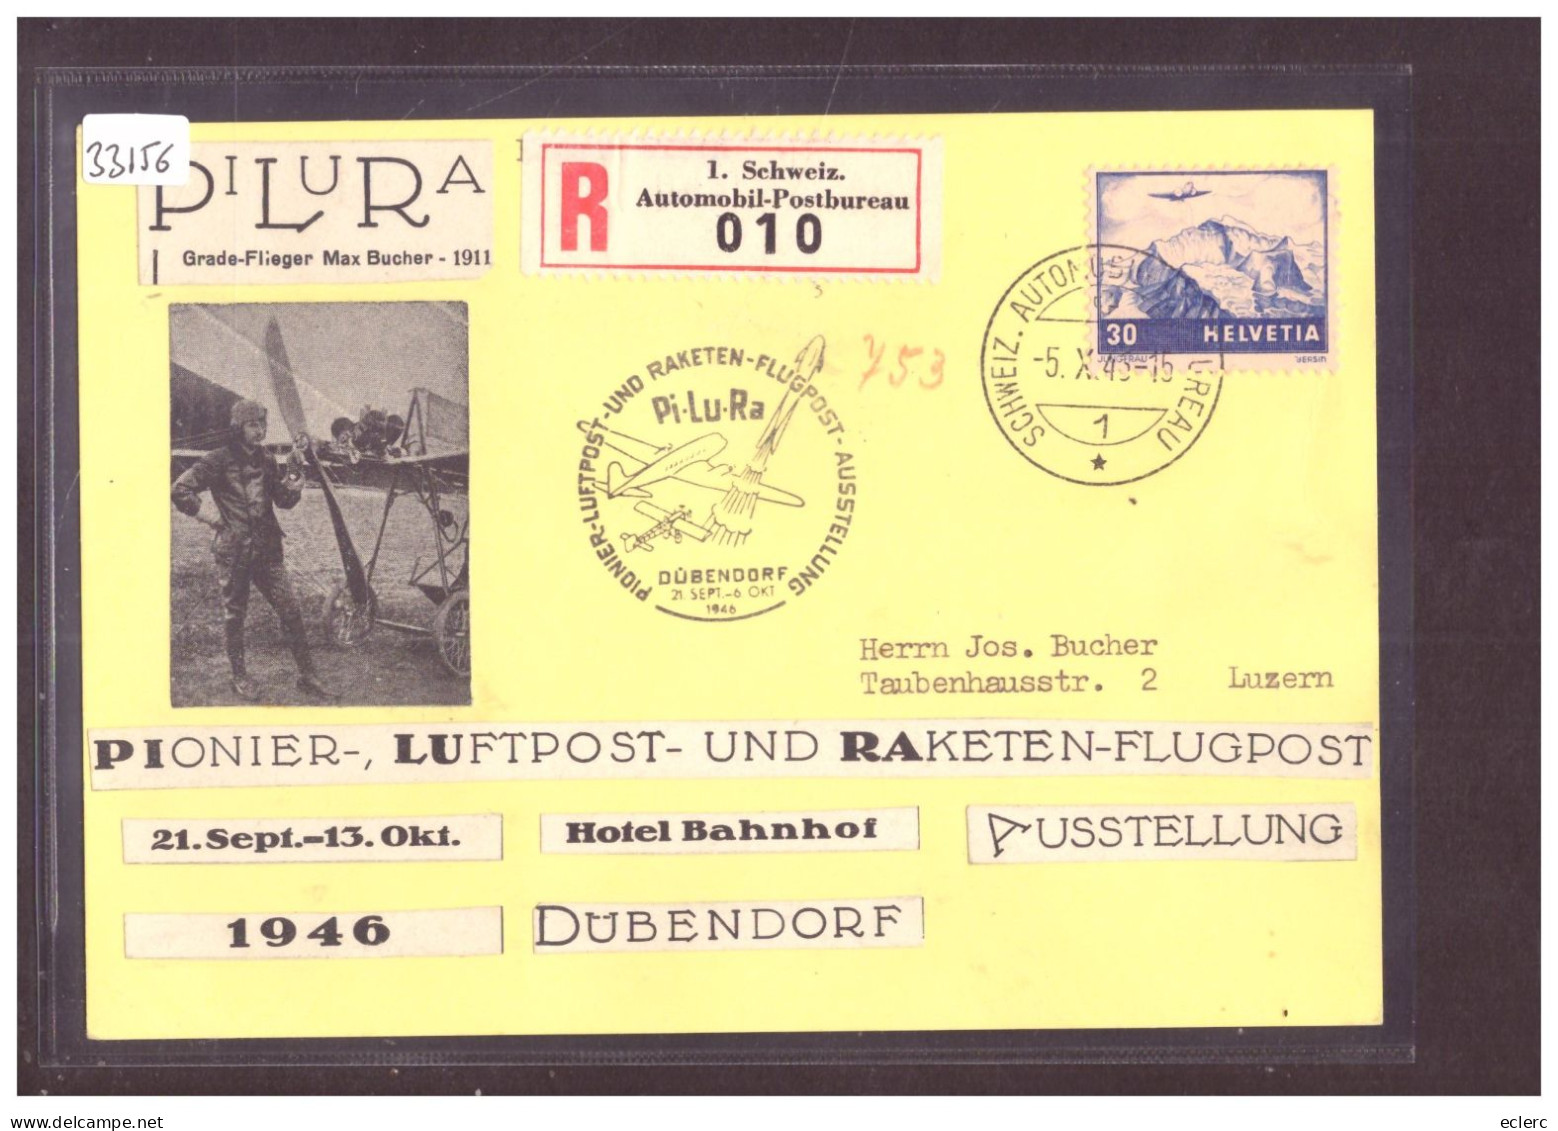 33156
PILURA
Grade-Flieger Max Bucher - 1911
R
1. Schweiz.
Automobil-Postbureau
010
753
30 HELVETIA
JUNGFRAU
SCHWEIZ.
-5. X.
1
PIONIER-LUFTPOST-UND RAKETEN-FLUGPOST-AUSSTELLUNG
Pi·Lu·Ra
DÜBENDORF
21. SEPT.-6. OKT
1946
Herrn Jos. Bucher
Taubenhausstr. 2 Luzern
PIONIER-, LUFTPOST- UND RAKETEN-FLUGPOST
21. Sept.-13. Okt. Hotel Bahnhof AUSSTELLUNG
1946 DÜBENDORF
eclerc